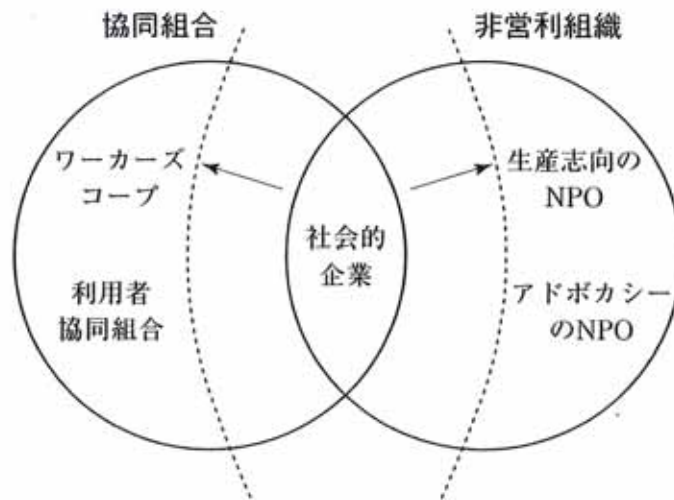 協同組合
非営利組織
ワーカーズ
コープ
利用者
協同組合
社会的
企業
生産志向の
NPO
アドボカシー
のNPO